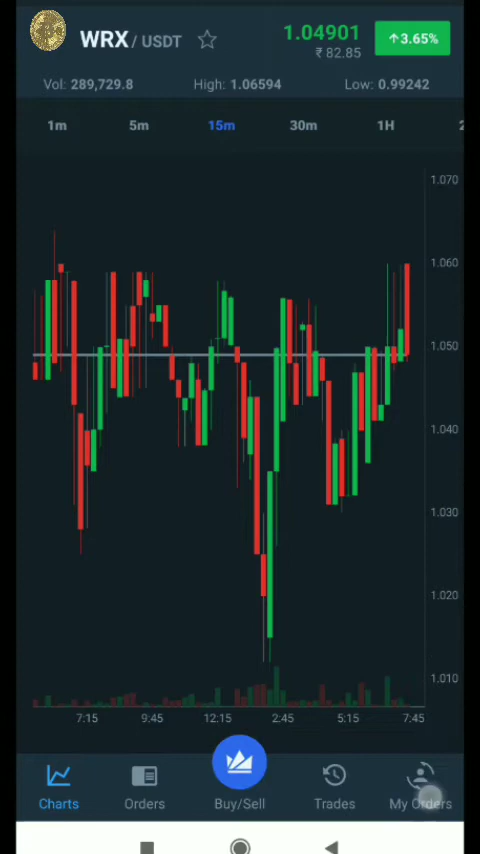 WRX / USDT 1.04901 ↑3.65%
₹ 82.85
Vol: 289,729.8 High: 1.06594 Low: 0.99242
1m 5m 15m 30m 1H
1.070
1.060
1.050
1.040
1.030
1.020
1.010
7:15 9:45 12:15 2:45 5:15 7:45
Charts Orders Buy/Sell Trades My Orders